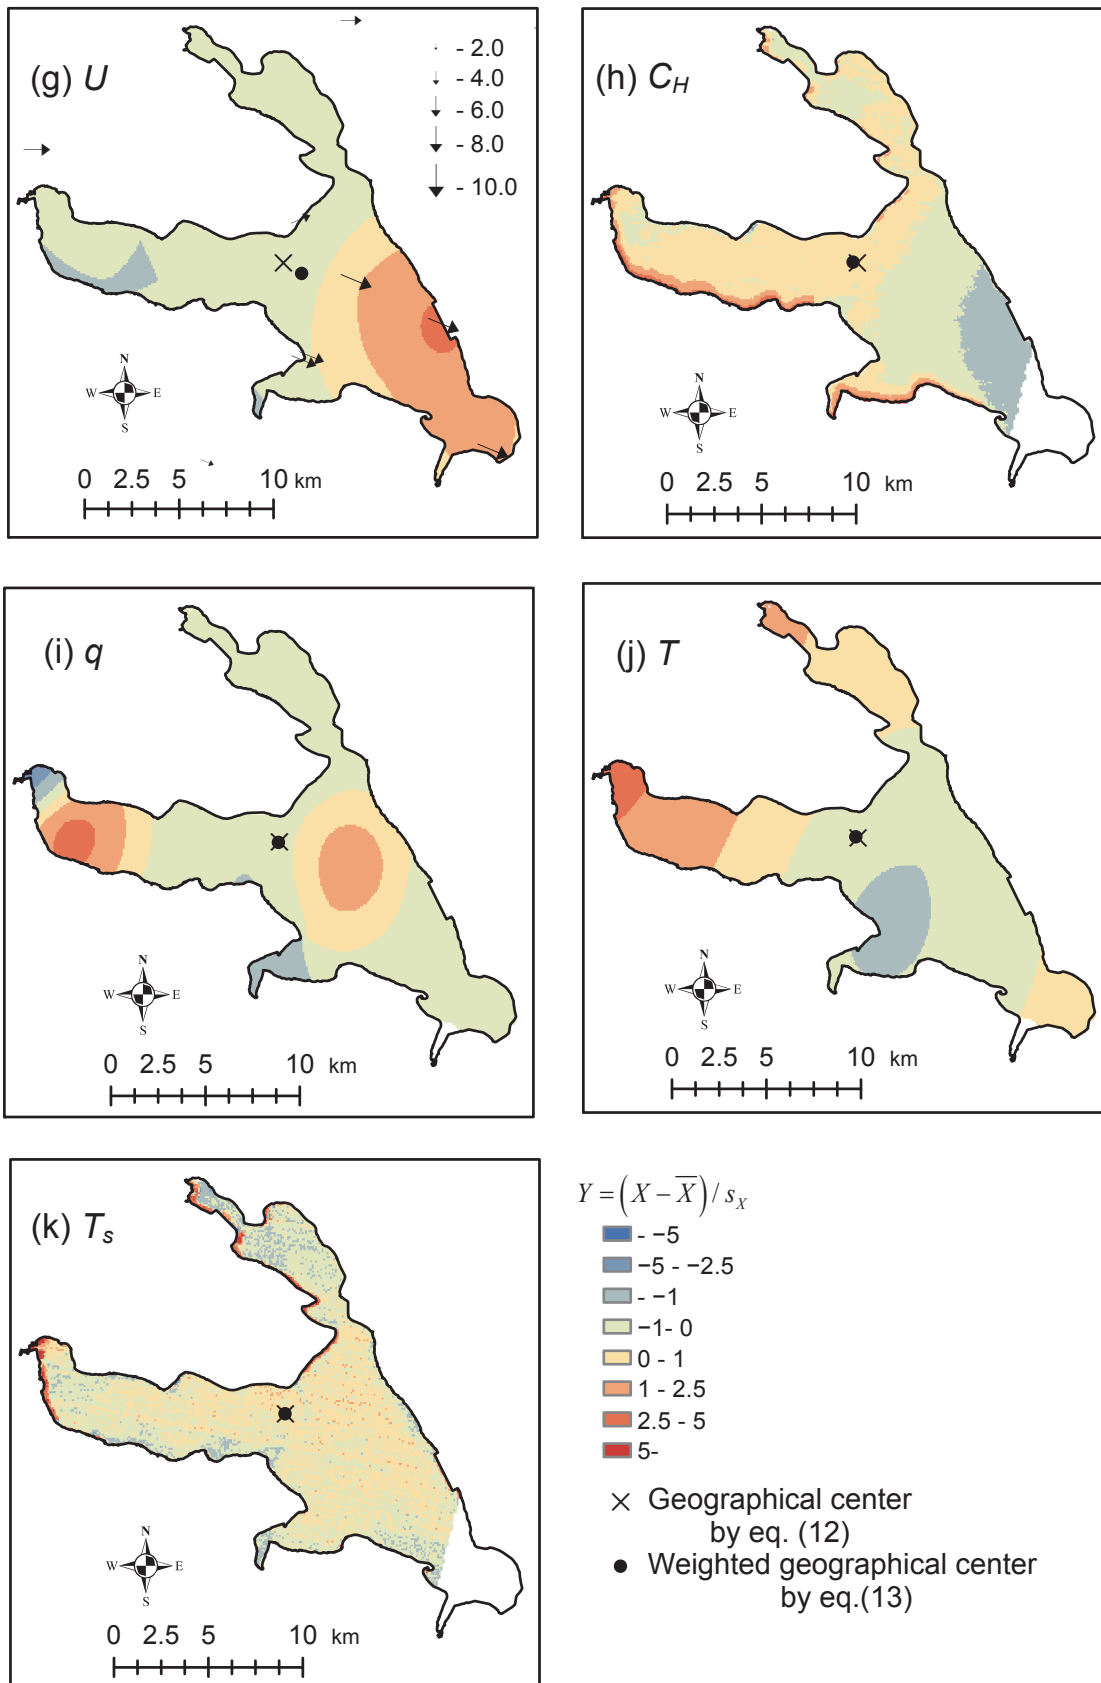 (g) U
- 2.0
- 4.0
- 6.0
- 8.0
- 10.0
N
W E
S
0 2.5 5 10 km
(h) C_H
N
W E
S
0 2.5 5 10 km
(i) q
N
W E
S
0 2.5 5 10 km
(j) T
N
W E
S
0 2.5 5 10 km
(k) T_s
N
W E
S
0 2.5 5 10 km
Y = (X − X̅) / s_X
- −5
−5 - −2.5
- −1
−1- 0
0 - 1
1 - 2.5
2.5 - 5
5-
× Geographical center
by eq. (12)
● Weighted geographical center
by eq.(13)